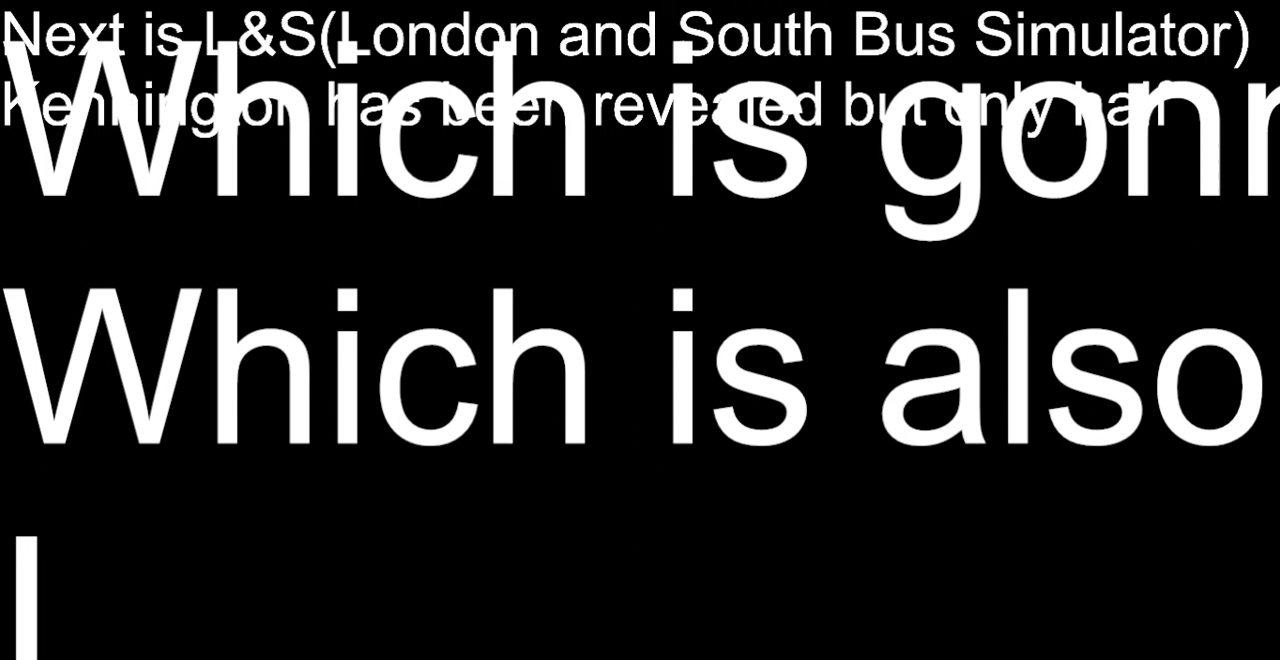 Next is L&S(London and South Bus Simulator)
Kennington has been revealed but only half
Which is gonn
Which is also